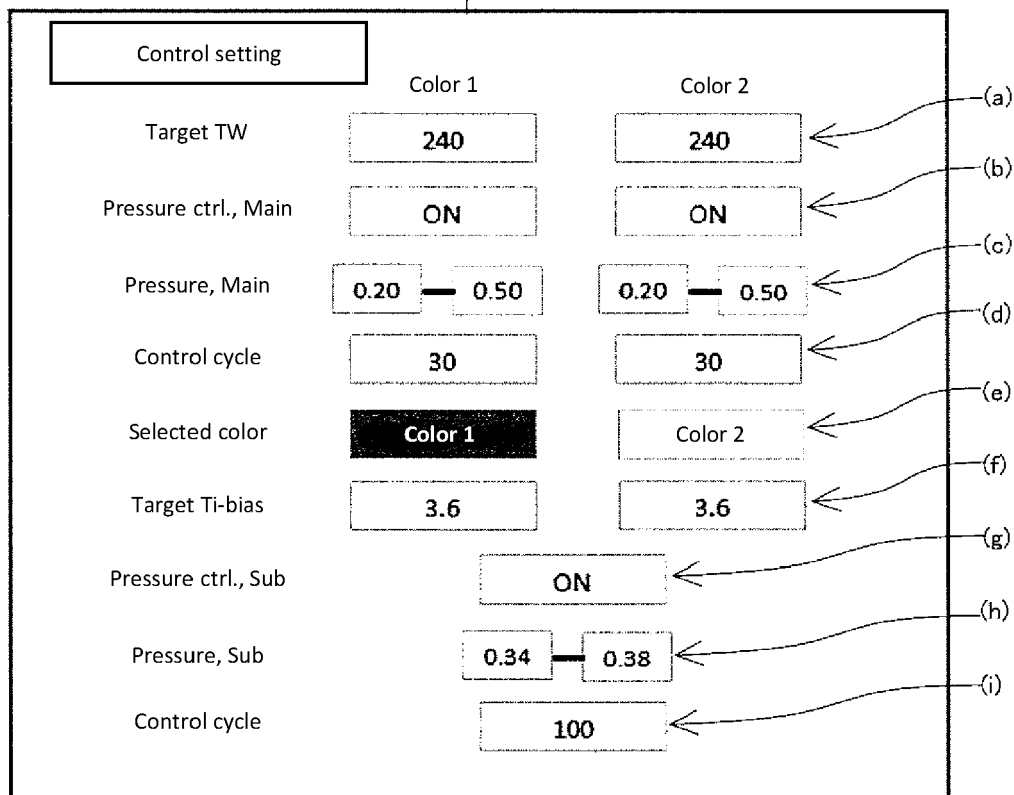 Control setting
Color 1 Color 2
Target TW 240 240 (a)
Pressure ctrl., Main ON ON (b)
Pressure, Main 0.20 0.50 0.20 0.50 (c)
Control cycle 30 30 (d)
Selected color Color 1 Color 2 (e)
Target Ti-bias 3.6 3.6 (f)
Pressure ctrl., Sub ON (g)
Pressure, Sub 0.34 0.38 (h)
Control cycle 100 (i)